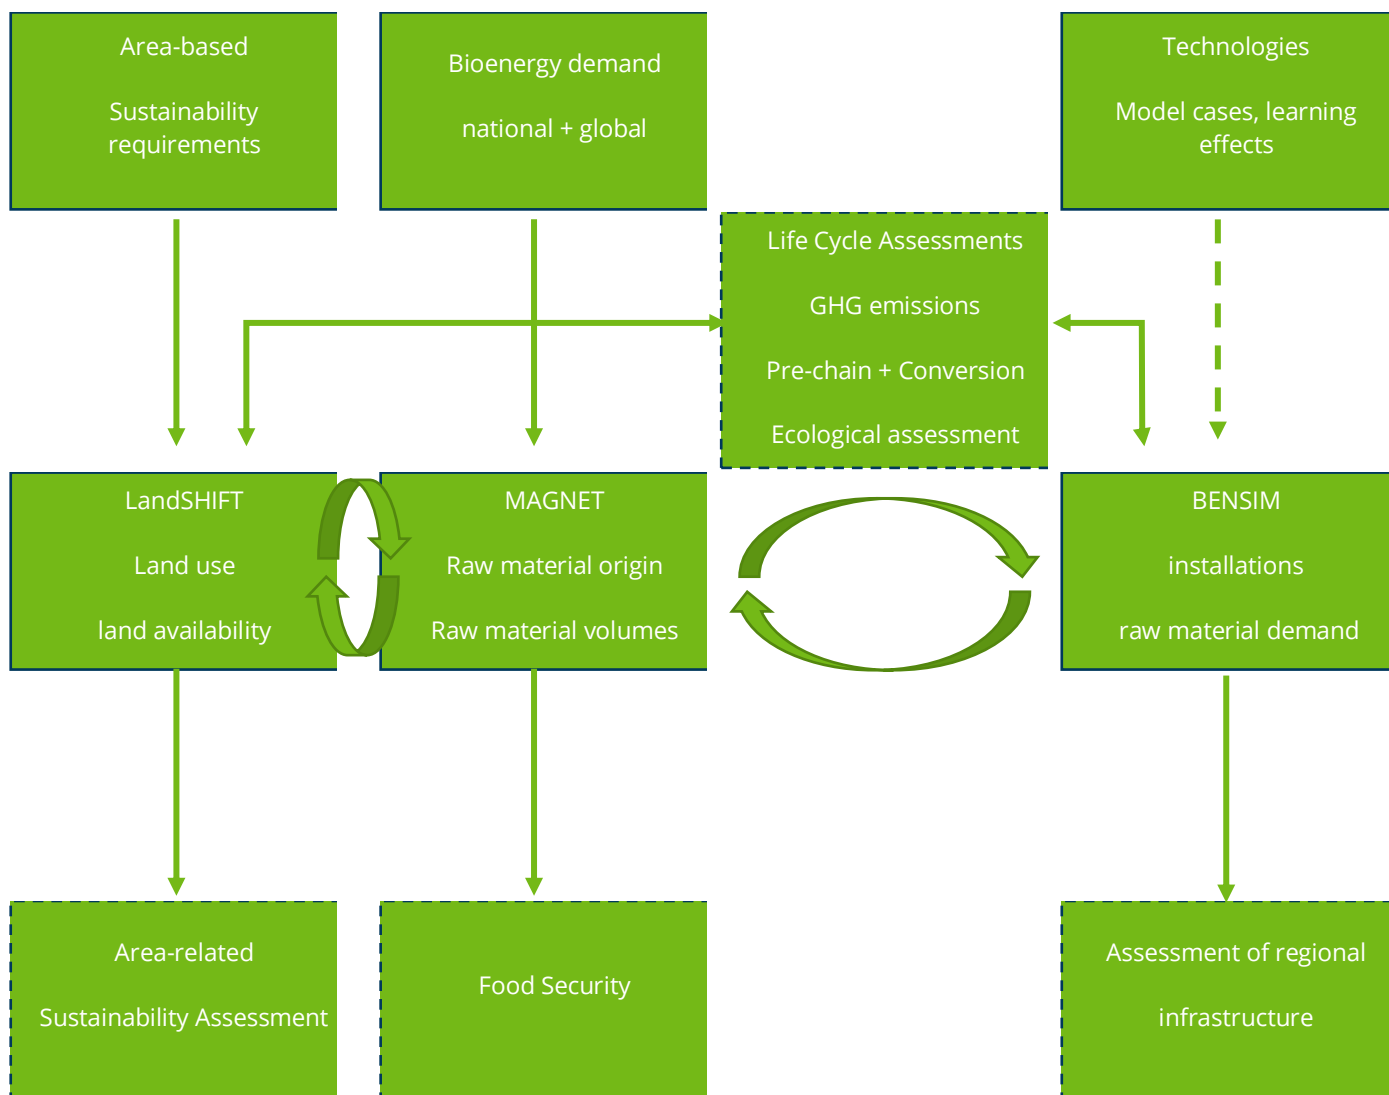 Area-based
Sustainability
requirements
Bioenergy demand
national + global
Technologies
Model cases, learning
effects
Life Cycle Assessments
GHG emissions
Pre-chain + Conversion
Ecological assessment
LandSHIFT
Land use
land availability
MAGNET
Raw material origin
Raw material volumes
BENSIM
installations
raw material demand
Area-related
Sustainability Assessment
Food Security
Assessment of regional
infrastructure